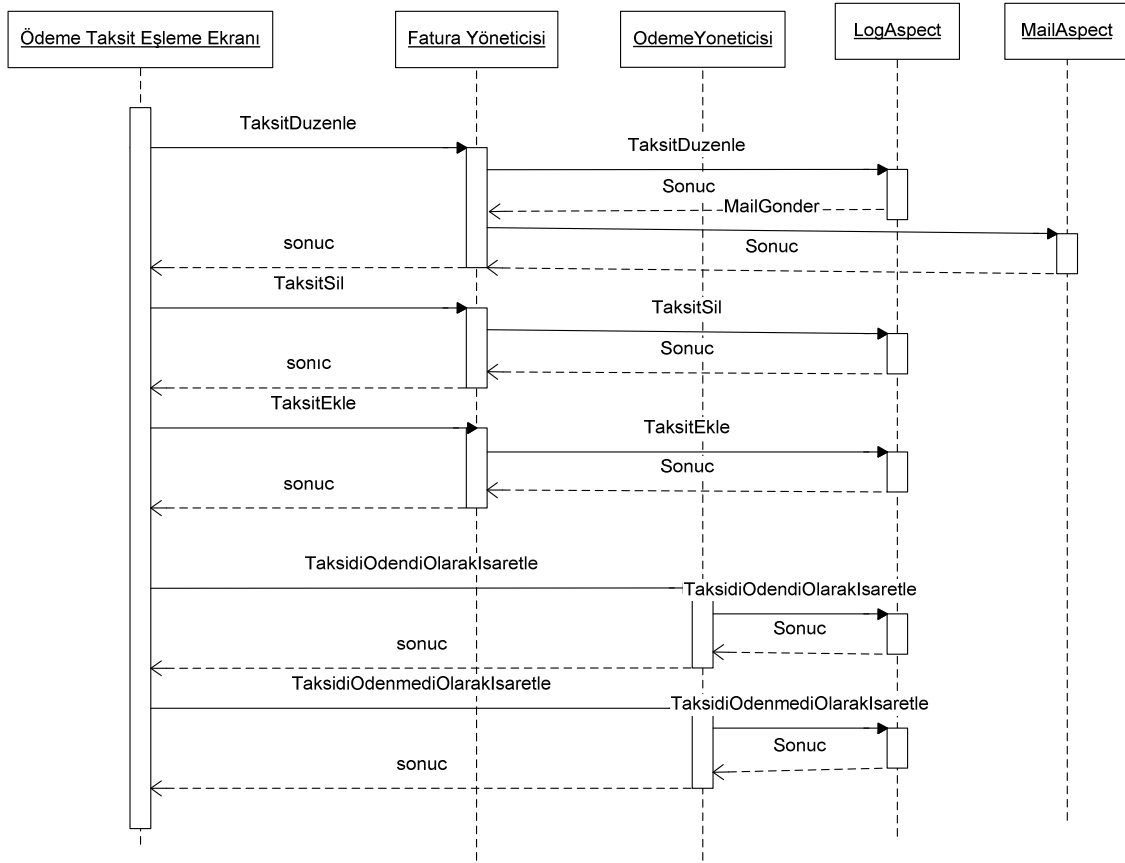 Ödeme Taksit Eşleme Ekranı
Fatura Yöneticisi
OdemeYoneticisi
LogAspect
MailAspect
TaksitDuzenle
TaksitDuzenle
Sonuc
MailGonder
sonuc
Sonuc
TaksitSil
TaksitSil
Sonuc
sonıc
TaksitEkle
TaksitEkle
Sonuc
sonuc
TaksidiOdendiOlarakIsaretle
TaksidiOdendiOlarakIsaretle
Sonuc
sonuc
TaksidiOdenmediOlarakIsaretle
TaksidiOdenmediOlarakIsaretle
Sonuc
sonuc